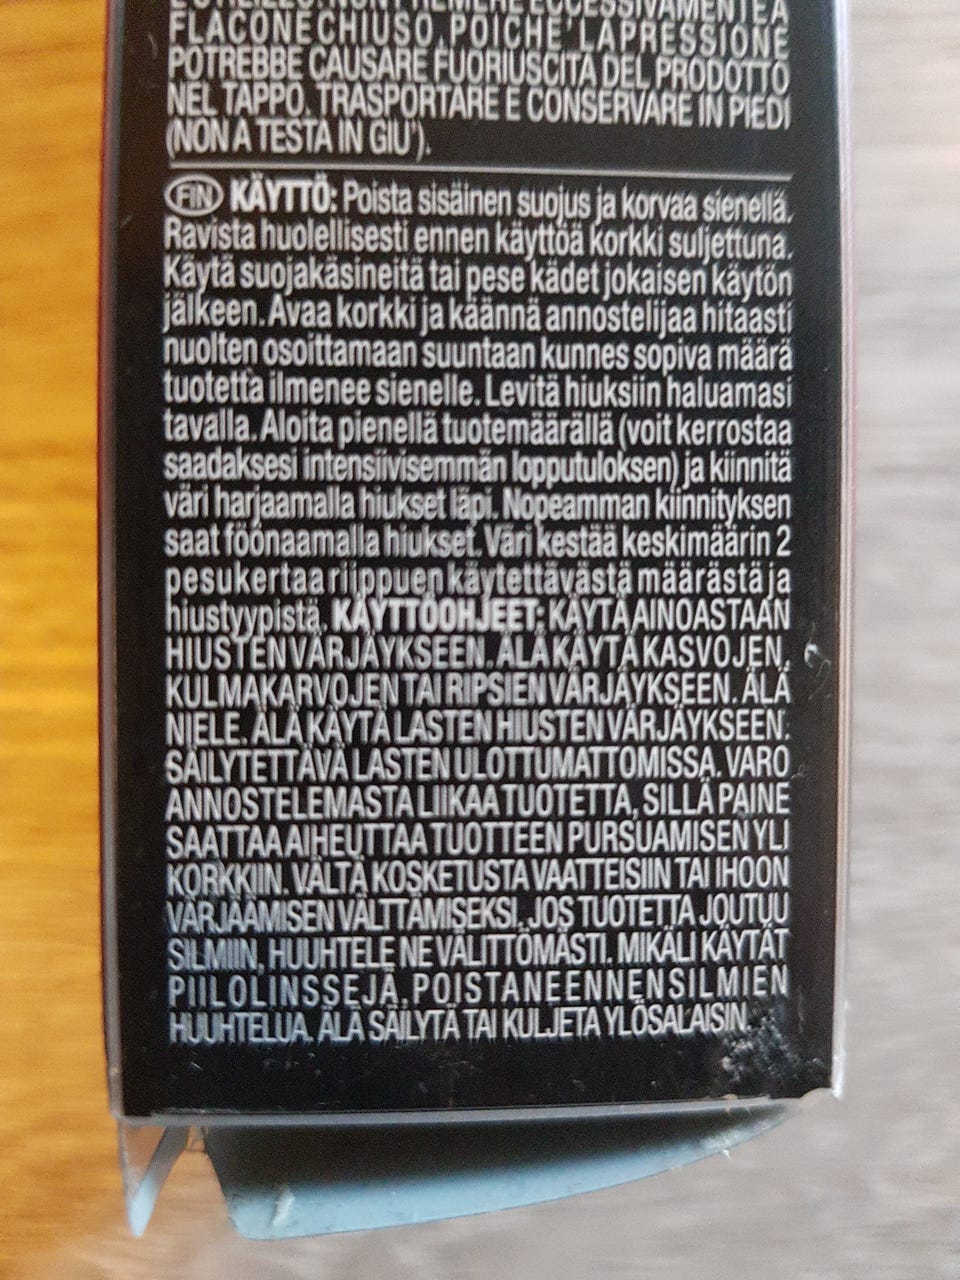 E UTILIZZO. NON PREMERE ECCESSIVAMENTE A
FLACONE CHIUSO, POICHE' LA PRESSIONE
POTREBBE CAUSARE FUORIUSCITA DEL PRODOTTO
NEL TAPPO. TRASPORTARE E CONSERVARE IN PIEDI
(NON A TESTA IN GIU').
FIN KÄYTTÖ: Poista sisäinen suojus ja korvaa sienellä.
Ravista huolellisesti ennen käyttöä korkki suljettuna.
Käytä suojakäsineitä tai pese kädet jokaisen käytön
jälkeen. Avaa korkki ja käännä annostelijaa hitaasti
nuolten osoittamaan suuntaan kunnes sopiva määrä
tuotetta ilmenee sienelle. Levitä hiuksiin haluamasi
tavalla. Aloita pienellä tuotemäärällä (voit kerrostaa
saadaksesi intensiivisemmän lopputuloksen) ja kiinnitä
väri harjaamalla hiukset läpi. Nopeamman kiinnityksen
saat föönaamalla hiukset. Väri kestää keskimäärin 2
pesukertaa riippuen käytettävästä määrästä ja
hiustyypistä. KÄYTTÖOHJEET: KÄYTÄ AINOASTAAN
HIUSTEN VÄRJÄYKSEEN. ÄLÄ KÄYTÄ KASVOJEN,
KULMAKARVOJEN TAI RIPSIEN VÄRJÄYKSEEN. ÄLÄ
NIELE. ÄLÄ KÄYTÄ LASTEN HIUSTEN VÄRJÄYKSEEN.
SÄILYTETTÄVÄ LASTEN ULOTTUMATTOMISSA. VARO
ANNOSTELEMASTA LIIKAA TUOTETTA, SILLÄ PAINE
SAATTAA AIHEUTTAA TUOTTEEN PURSUAMISEN YLI
KORKKIIN. VÄLTÄ KOSKETUSTA VAATTEISIIN TAI IHOON
VÄRJÄÄMISEN VÄLTTÄMISEKSI. JOS TUOTETTA JOUTUU
SILMIIN, HUUHTELE NE VÄLITTÖMÄSTI. MIKÄLI KÄYTÄT
PIILOLINSSEJÄ, POISTA NE ENNEN SILMIEN
HUUHTELUA. ÄLÄ SÄILYTÄ TAI KULJETA YLÖSALAISIN.